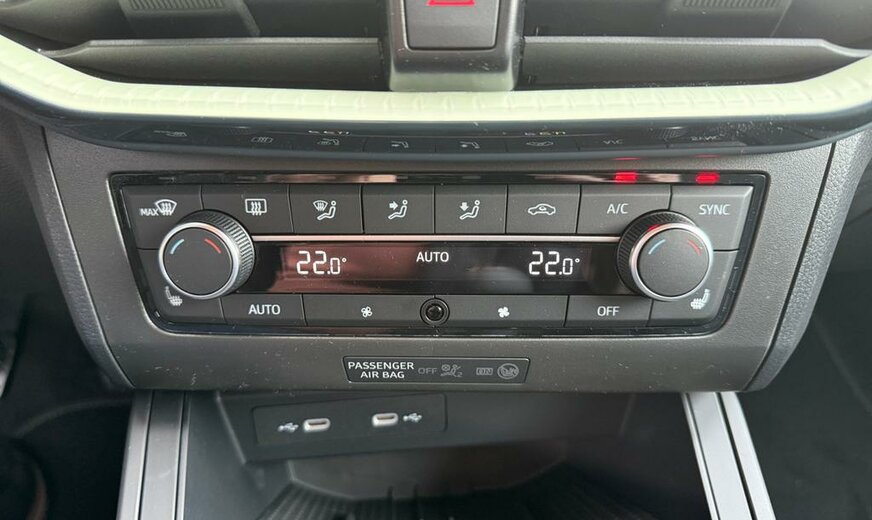 MAX
A/C
SYNC
22.0°
AUTO
22.0°
AUTO
OFF
PASSENGER
AIR BAG
OFF
ON